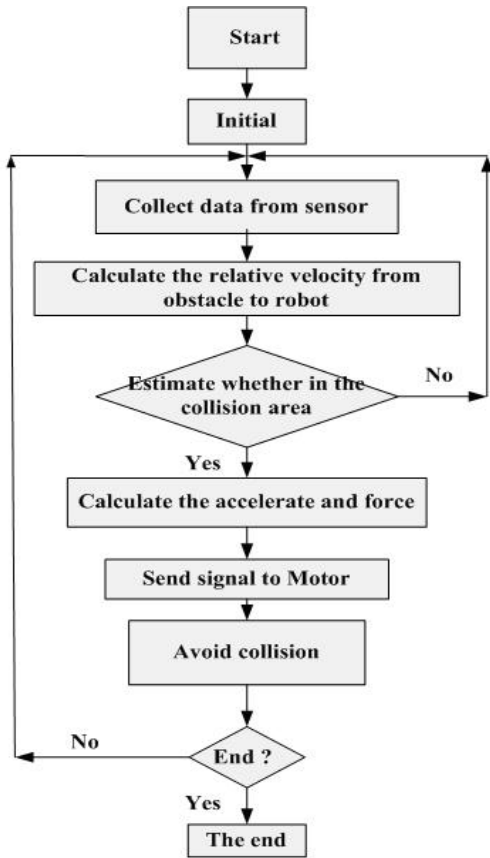 Start
Initial
Collect data from sensor
Calculate the relative velocity from
obstacle to robot
Estimate whether in the
collision area
No
Yes
Calculate the accelerate and force
Send signal to Motor
Avoid collision
No
End ?
Yes
The end